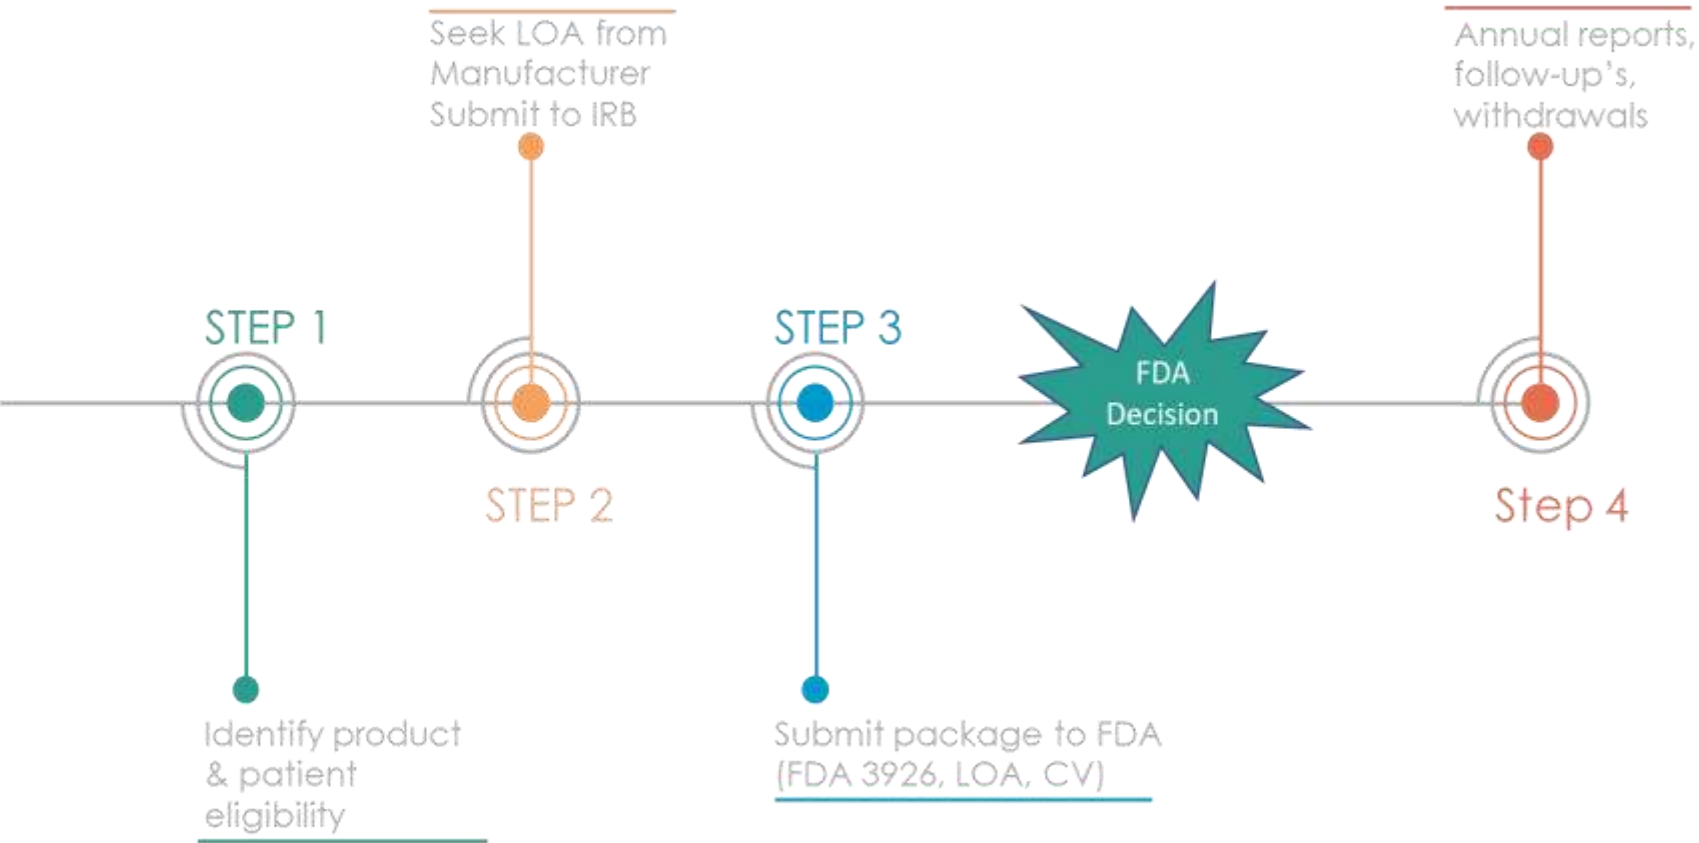 Seek LOA from
Manufacturer
Submit to IRB
Annual reports,
follow-up's,
withdrawals
STEP 1
STEP 3
FDA
Decision
STEP 2
Step 4
Identify product
& patient
eligibility
Submit package to FDA
(FDA 3926, LOA, CV)